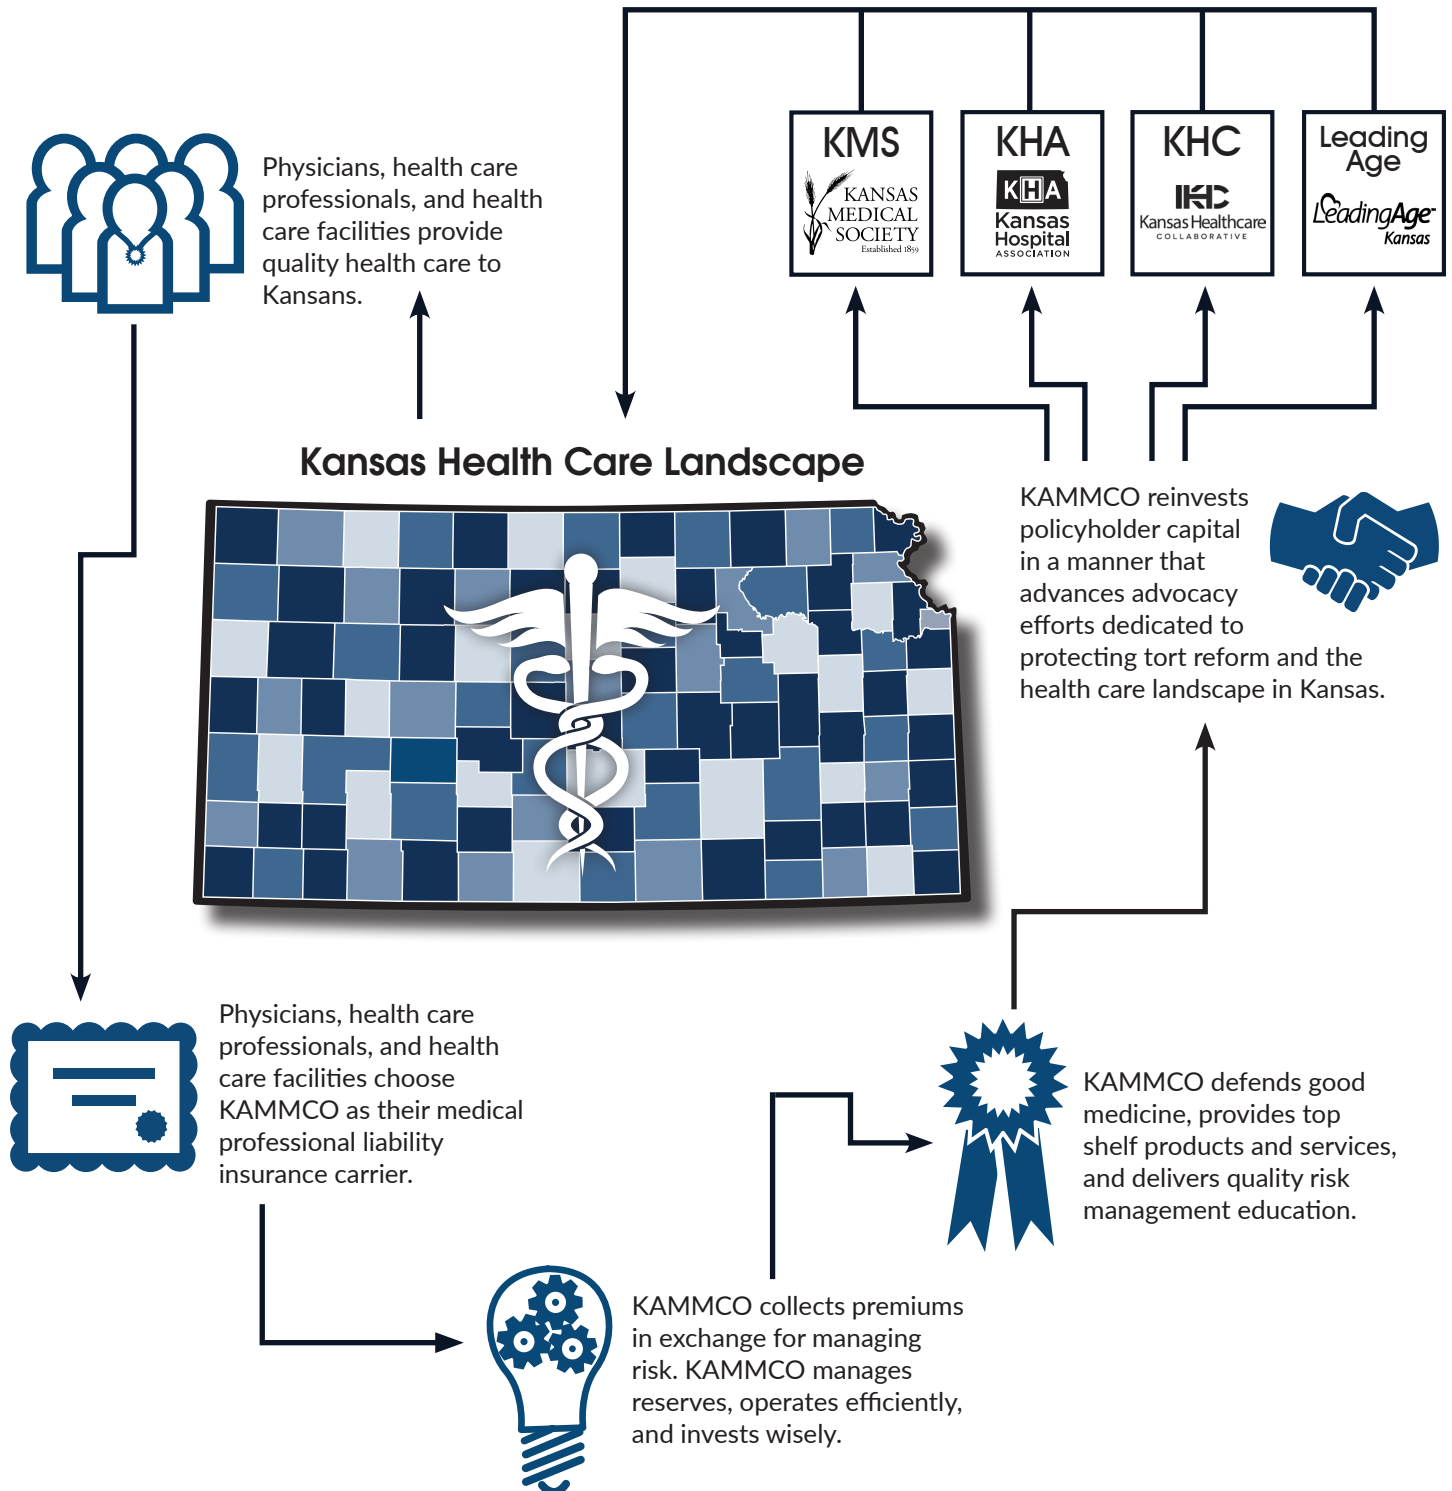 Physicians, health care
professionals, and health
care facilities provide
quality health care to
Kansans.
KMS
KANSAS
MEDICAL
SOCIETY
Established 1859
KHA
KHA
Kansas
Hospital
ASSOCIATION
KHC
KHC
Kansas Healthcare
COLLABORATIVE
Leading
Age
LeadingAge™
Kansas
Kansas Health Care Landscape
KAMMCO reinvests
policyholder capital
in a manner that
advances advocacy
efforts dedicated to
protecting tort reform and the
health care landscape in Kansas.
Physicians, health care
professionals, and health
care facilities choose
KAMMCO as their medical
professional liability
insurance carrier.
KAMMCO defends good
medicine, provides top
shelf products and services,
and delivers quality risk
management education.
KAMMCO collects premiums
in exchange for managing
risk. KAMMCO manages
reserves, operates efficiently,
and invests wisely.